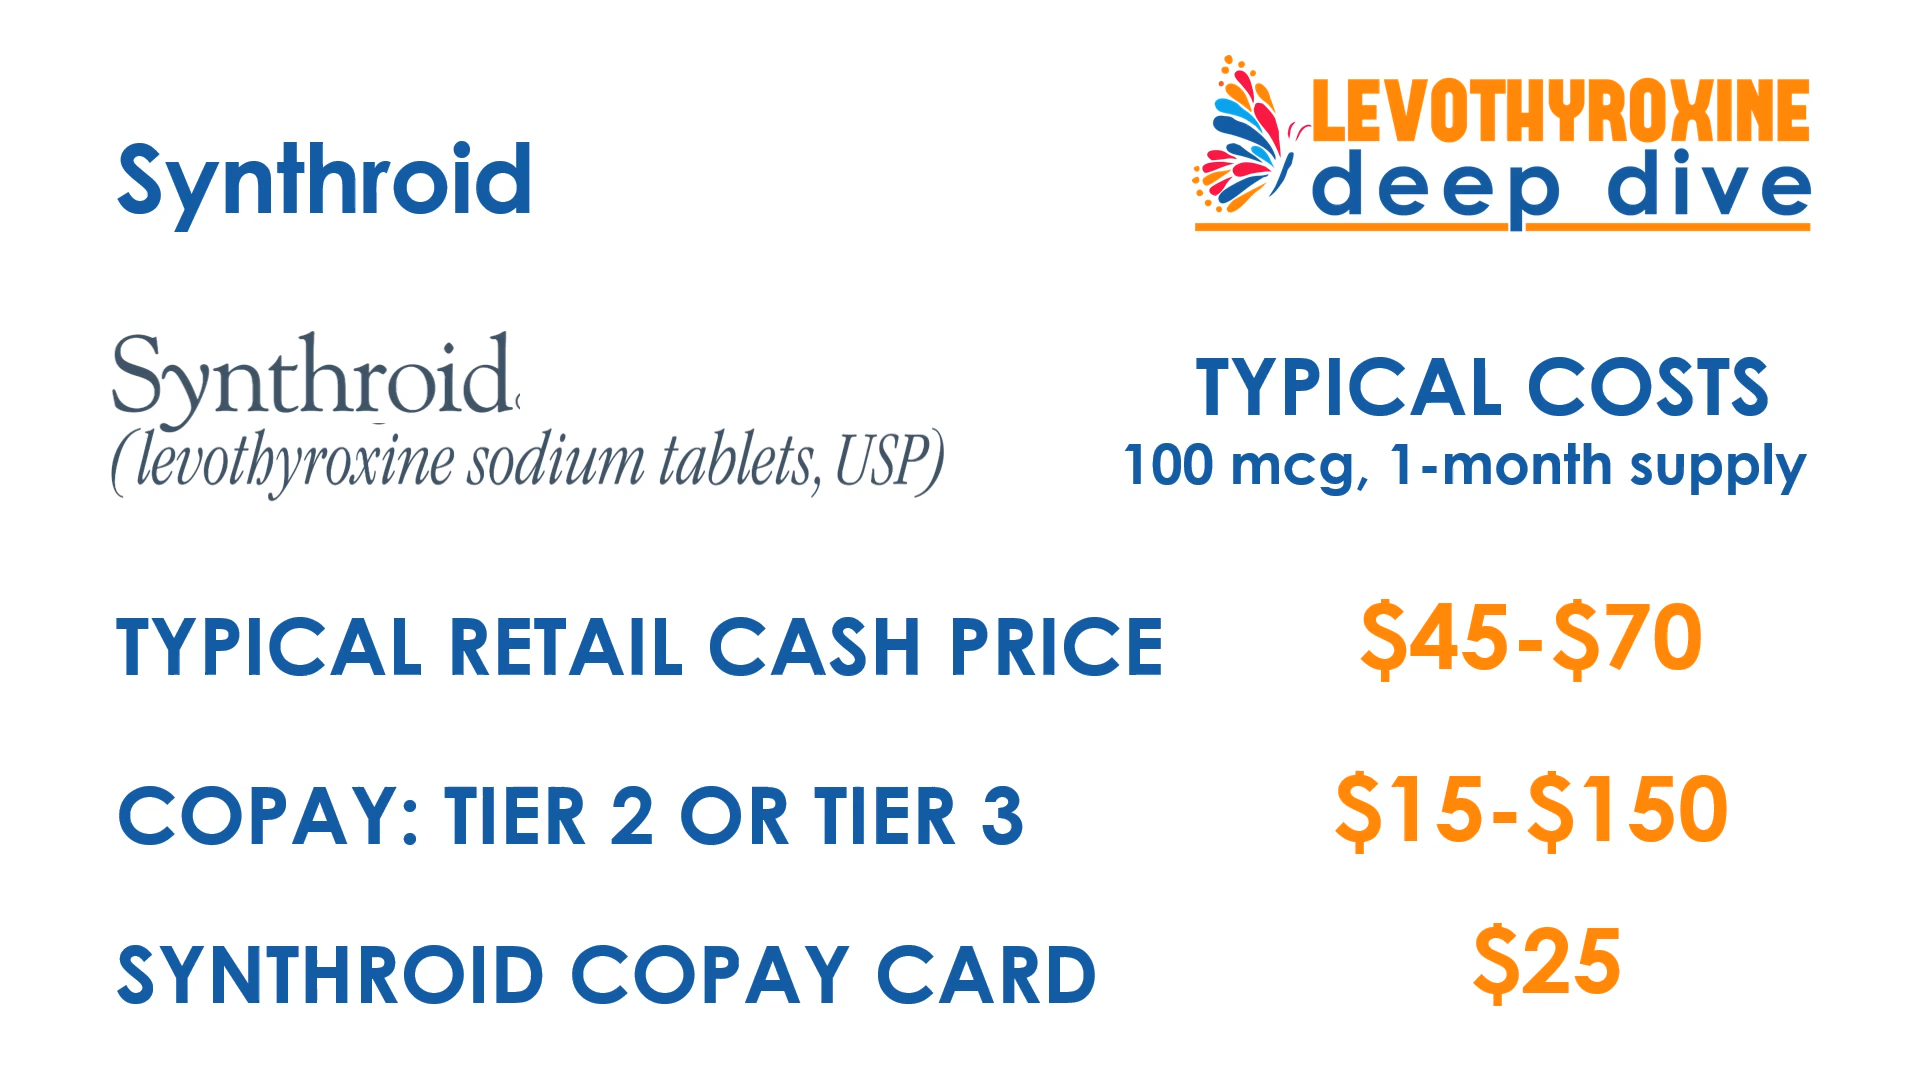 Synthroid
LEVOTHYROXINE
deep dive
Synthroid
(levothyroxine sodium tablets, USP)
TYPICAL COSTS
100 mcg, 1-month supply
TYPICAL RETAIL CASH PRICE $45-$70
COPAY: TIER 2 OR TIER 3 $15-$150
SYNTHROID COPAY CARD $25